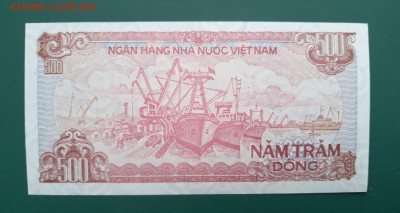 NGÂN HÀNG NHÀ NƯỚC VIỆT NAM
500
500
500
NĂM TRĂM
ĐỒNG